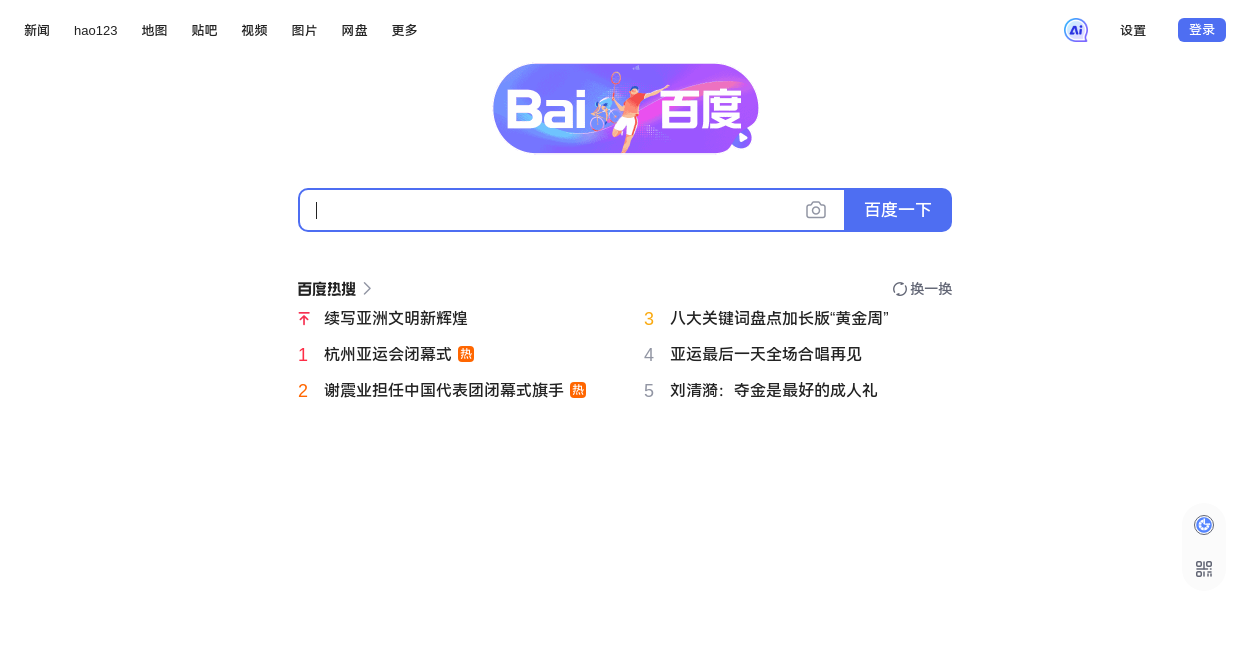 新闻 hao123 地图 贴吧 视频 图片 网盘 更多 Ai 设置 登录
Bai 百度
百度一下
百度热搜 换一换
续写亚洲文明新辉煌
1 杭州亚运会闭幕式 热
2 谢震业担任中国代表团闭幕式旗手 热
3 八大关键词盘点加长版“黄金周”
4 亚运最后一天全场合唱再见
5 刘清漪：夺金是最好的成人礼